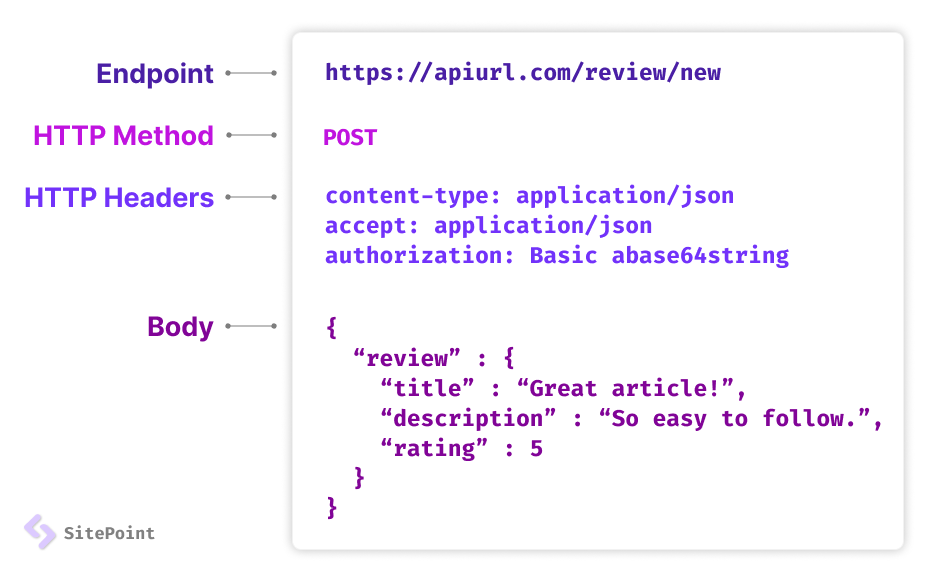 Endpoint https://apiurl.com/review/new
HTTP Method POST
HTTP Headers content-type: application/json
accept: application/json
authorization: Basic abase64string
Body {
“review” : {
“title” : “Great article!”,
“description” : “So easy to follow.”,
“rating” : 5
}
}
SitePoint